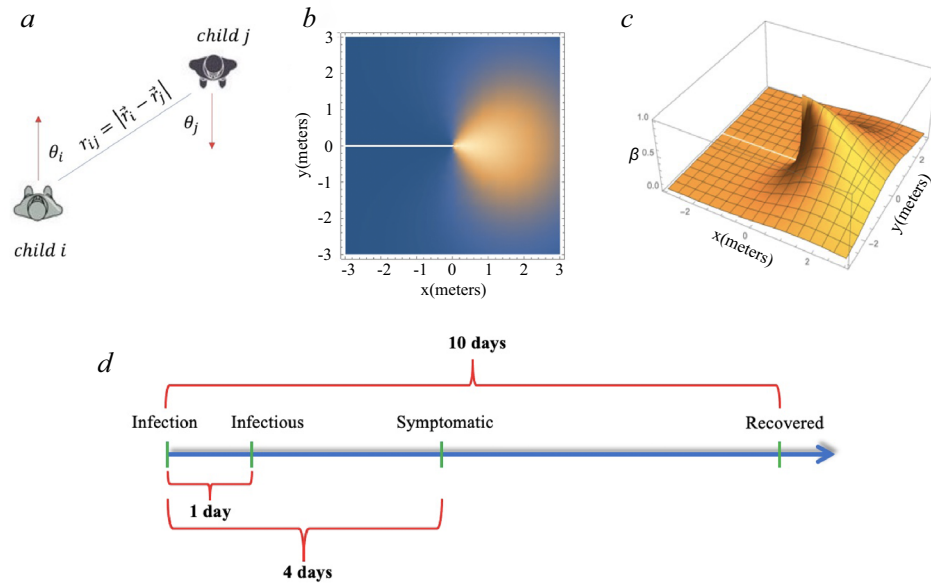 a
child j
r_ij = |r⃗_i − r⃗_j|
θ_i
θ_j
child i
b
3
2
1
0
-1
-2
-3
y(meters)
-3 -2 -1 0 1 2 3
x(meters)
c
1.0
0.5
0.0
β
-2
0
2
x(meters)
2
0
-2
y(meters)
d
10 days
Infection
Infectious
Symptomatic
Recovered
1 day
4 days